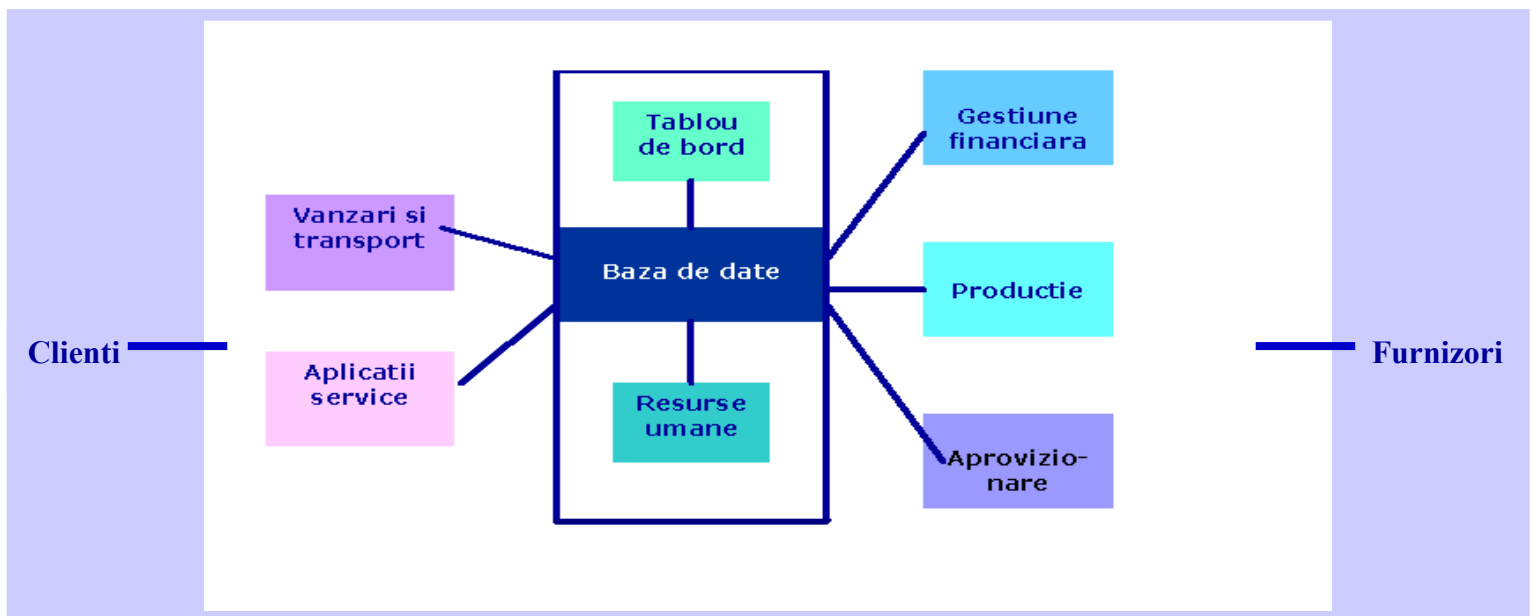 Clienti
Vanzari si
transport
Aplicatii
service
Tablou
de bord
Baza de date
Resurse
umane
Gestiune
financiara
Productie
Aprovizio-
nare
Furnizori